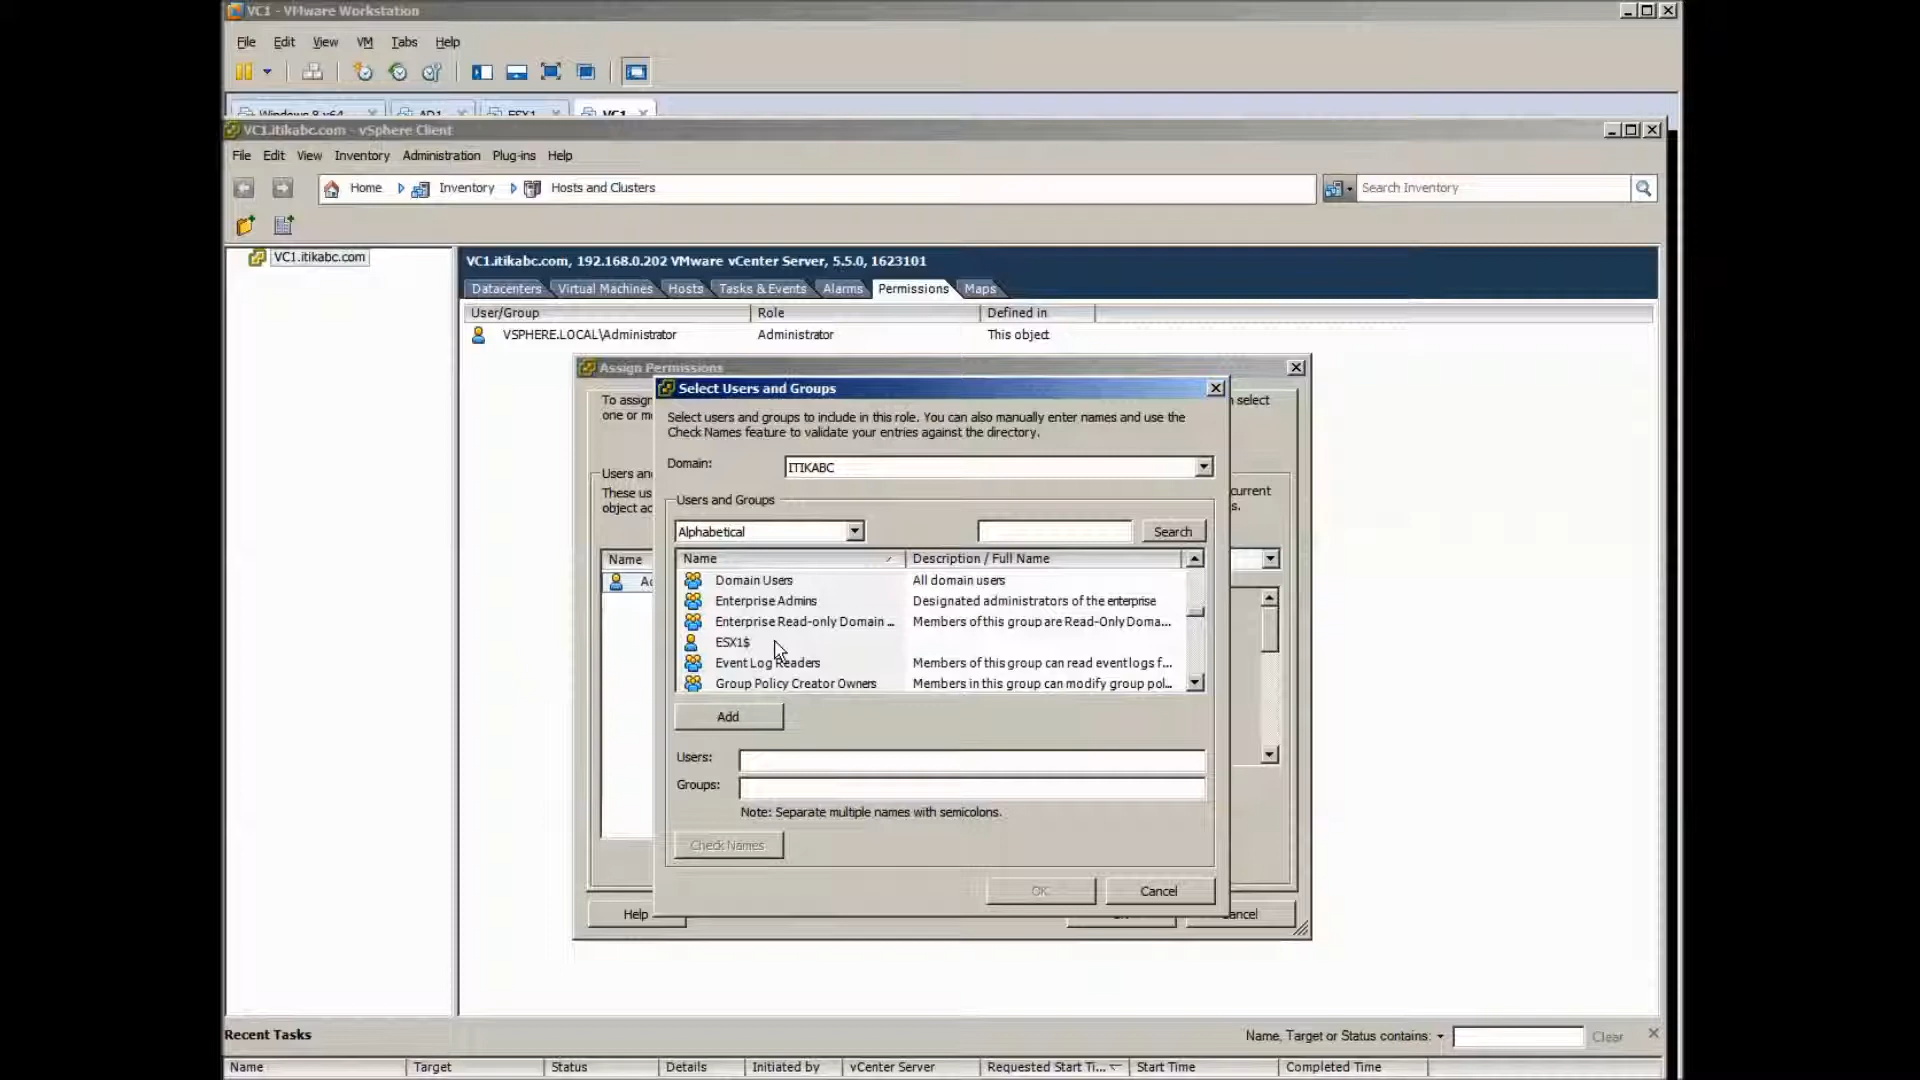 VC1 - VMware Workstation
File Edit View VM Tabs Help
Windows 8 x64 AD1 ESX1 VC1
VC1.itikabc.com - vSphere Client
File Edit View Inventory Administration Plug-ins Help
Home Inventory Hosts and Clusters Search Inventory
VC1.itikabc.com
VC1.itikabc.com, 192.168.0.202 VMware vCenter Server, 5.5.0, 1623101
Datacenters Virtual Machines Hosts Tasks & Events Alarms Permissions Maps
User/Group Role Defined in
VSPHERE.LOCAL\Administrator Administrator This object
Assign Permissions
To assign
one or m
select
Users an
These us
object ac
current
s.
Name
Ac
Help
Cancel
Select Users and Groups
Select users and groups to include in this role. You can also manually enter names and use the
Check Names feature to validate your entries against the directory.
Domain: ITIKABC
Users and Groups
Alphabetical Search
Name Description / Full Name
Domain Users All domain users
Enterprise Admins Designated administrators of the enterprise
Enterprise Read-only Domain ... Members of this group are Read-Only Doma...
ESX1$
Event Log Readers Members of this group can read event logs f...
Group Policy Creator Owners Members in this group can modify group pol...
Add
Users:
Groups:
Note: Separate multiple names with semicolons.
Check Names
OK Cancel
Recent Tasks Name, Target or Status contains: Clear
Name Target Status Details Initiated by vCenter Server Requested Start Ti... Start Time Completed Time